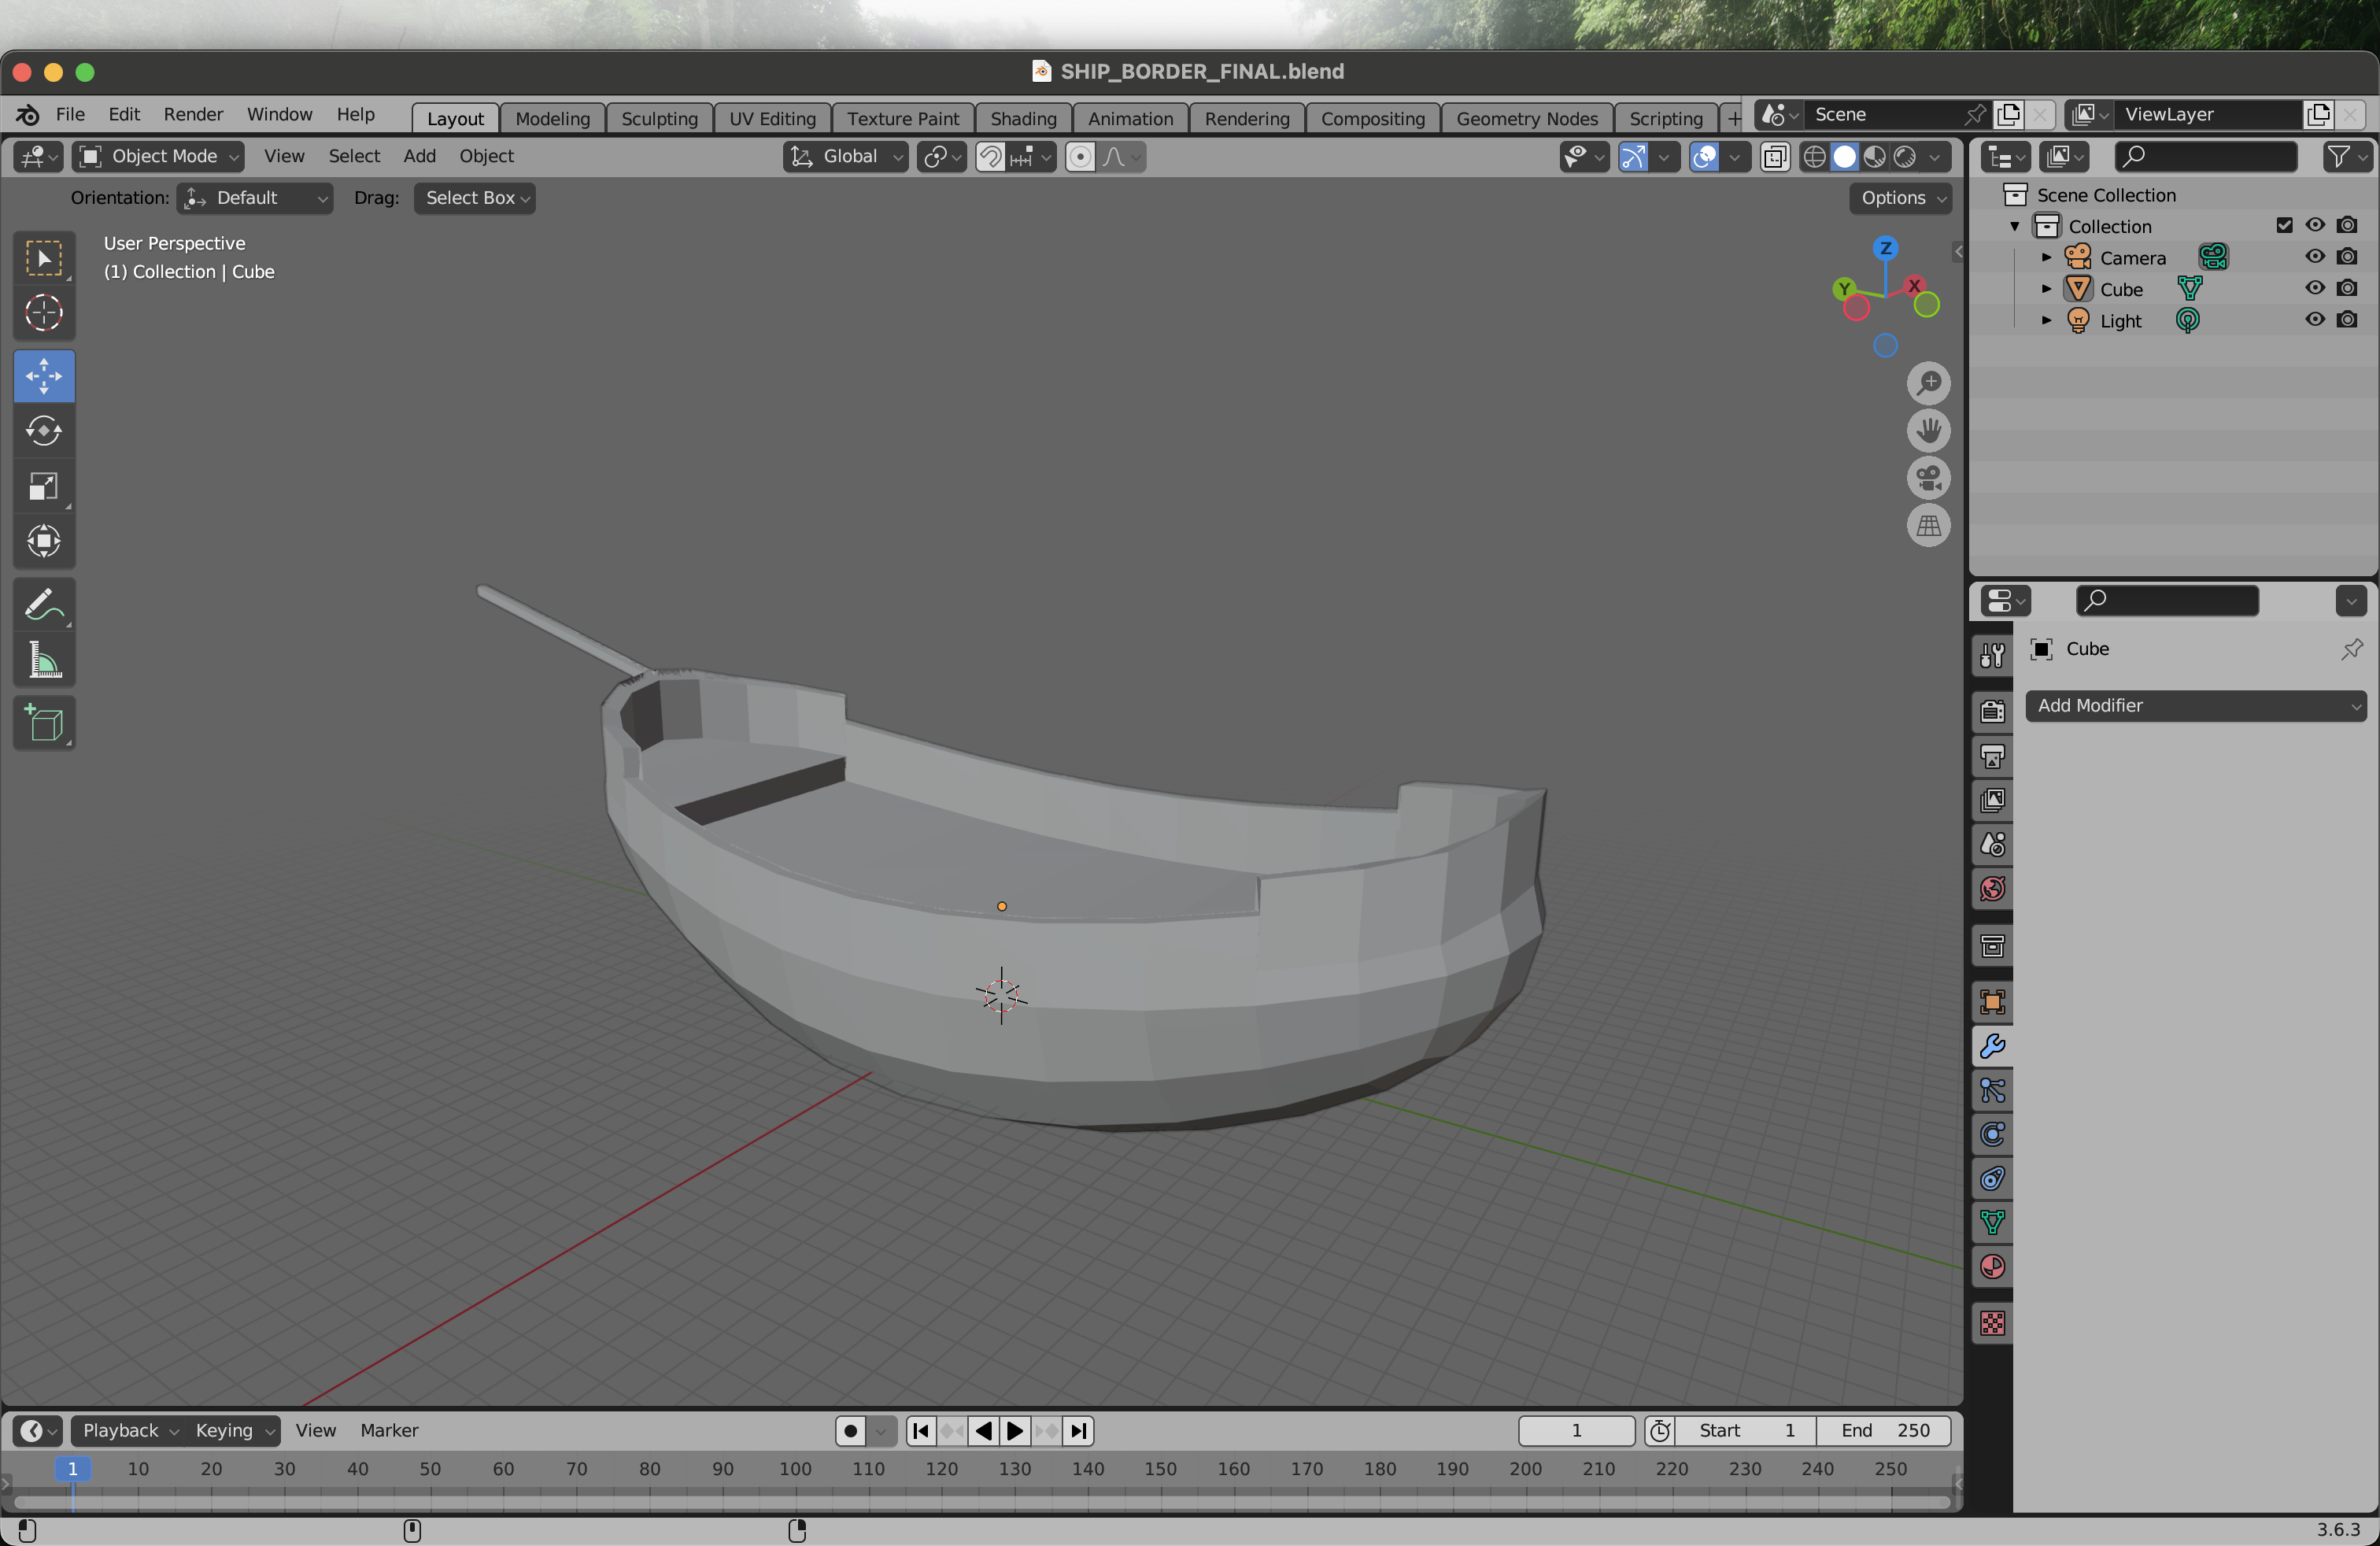 SHIP_BORDER_FINAL.blend
File Edit Render Window Help Layout Modeling Sculpting UV Editing Texture Paint Shading Animation Rendering Compositing Geometry Nodes Scripting + Scene ViewLayer
Object Mode View Select Add Object Global
Orientation: Default Drag: Select Box Options
User Perspective
(1) Collection | Cube
Z
Y X
Scene Collection
Collection
Camera
Cube
Light
Cube
Add Modifier
Playback Keying View Marker 1 Start 1 End 250
1 10 20 30 40 50 60 70 80 90 100 110 120 130 140 150 160 170 180 190 200 210 220 230 240 250
3.6.3